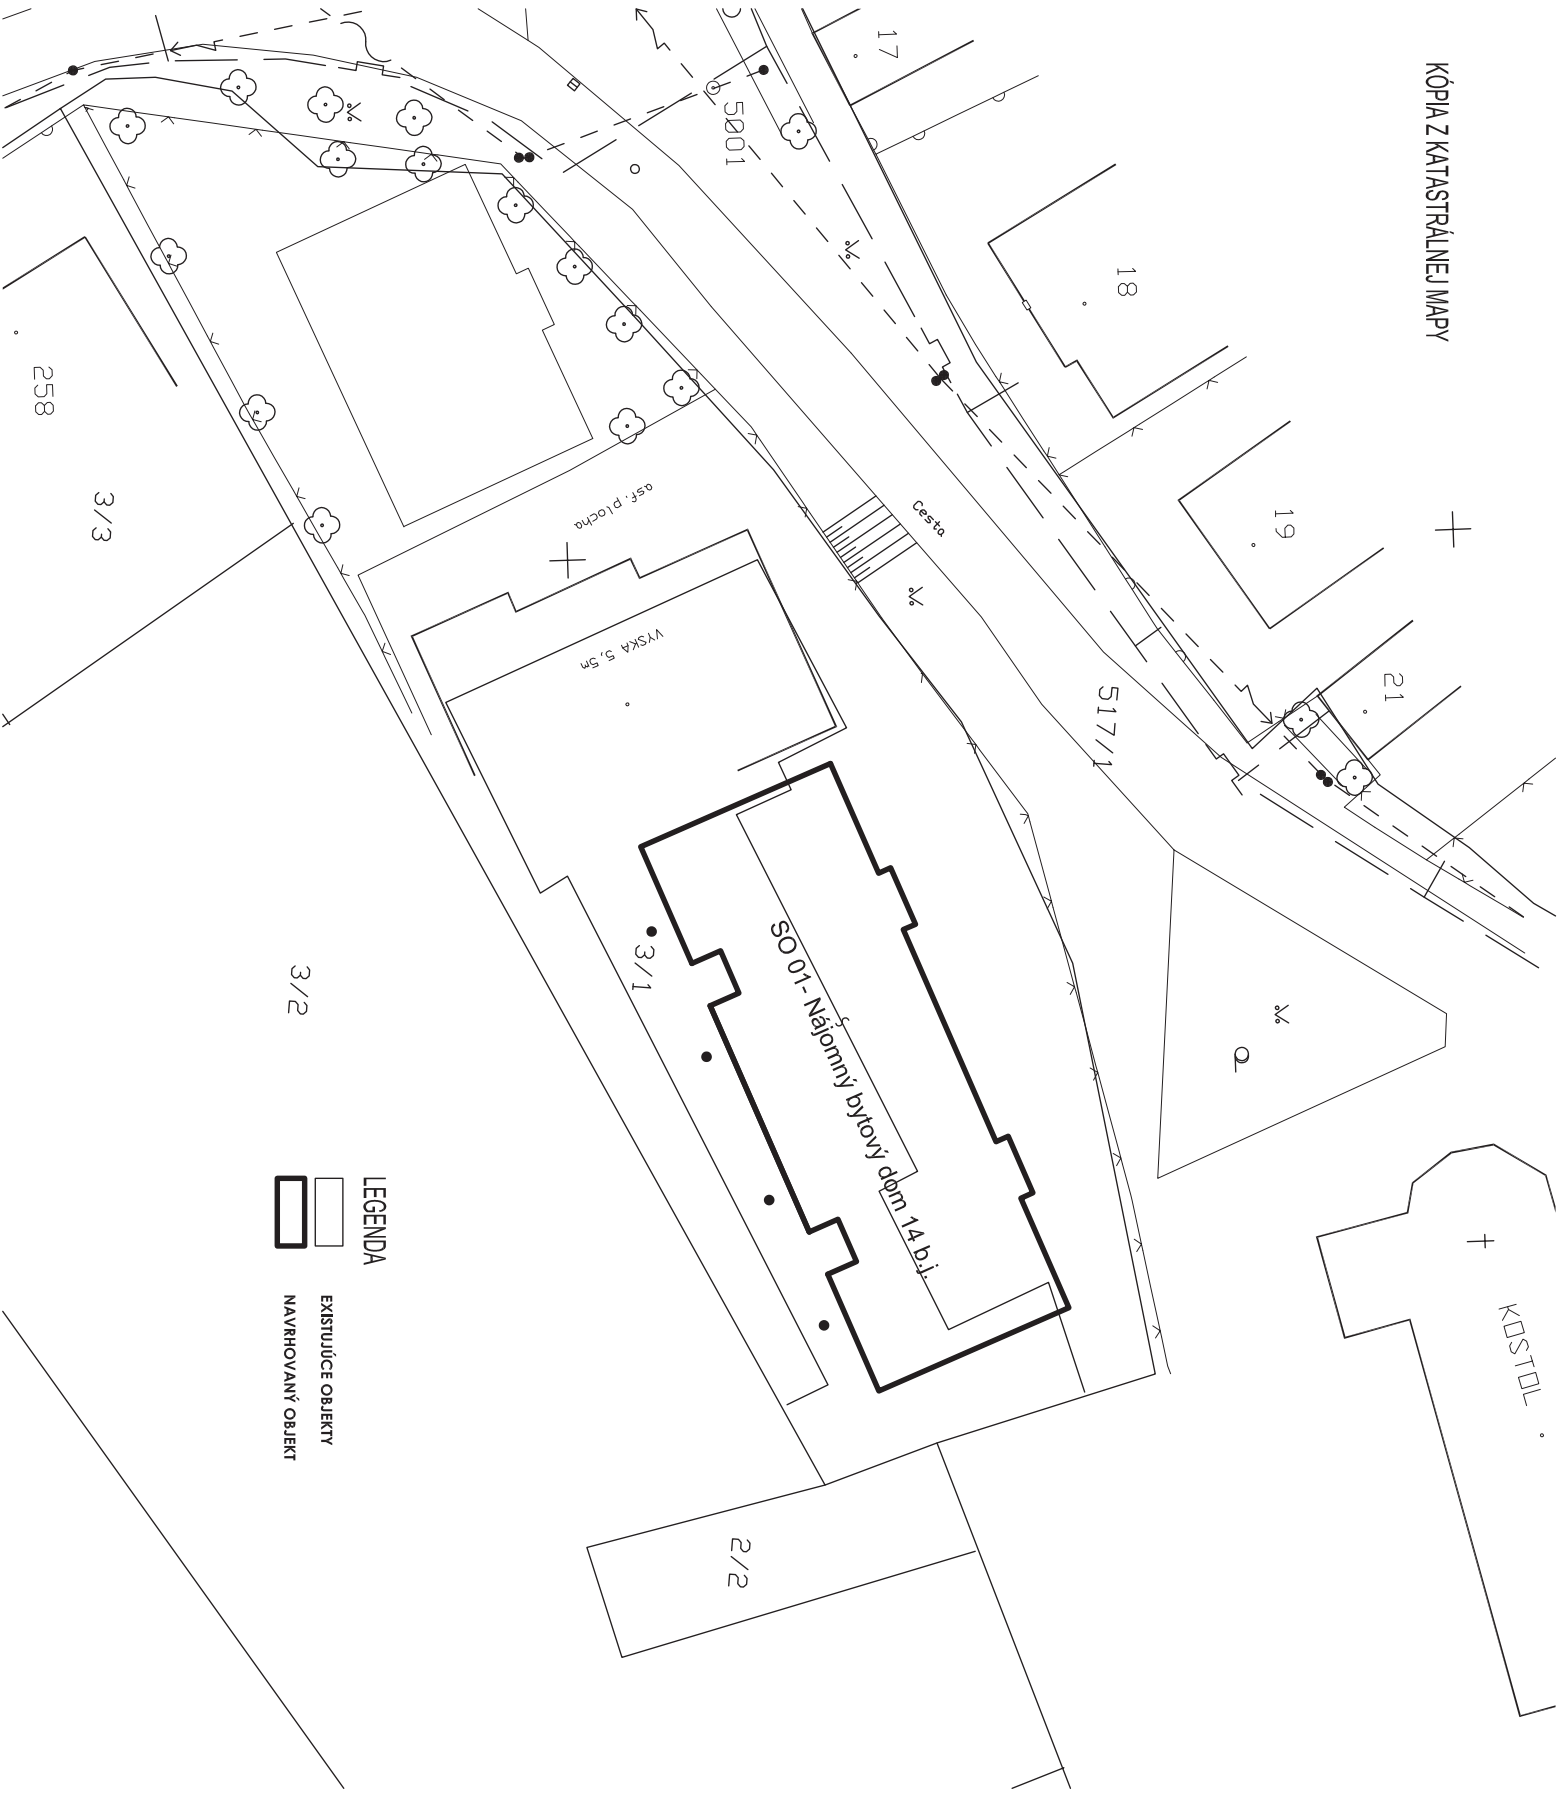 KÓPIA Z KATASTRÁLNEJ MAPY
17
5001
18
19
21
258
3/3
asf. plocha
Cesta
VYSKA 5,5m
517/1
3/1
SO 01- Nájomný bytový dom 14 b.j.
3/2
KOSTOL
2/2
LEGENDA
EXISTUJÚCE OBJEKTY
NAVRHOVANÝ OBJEKT